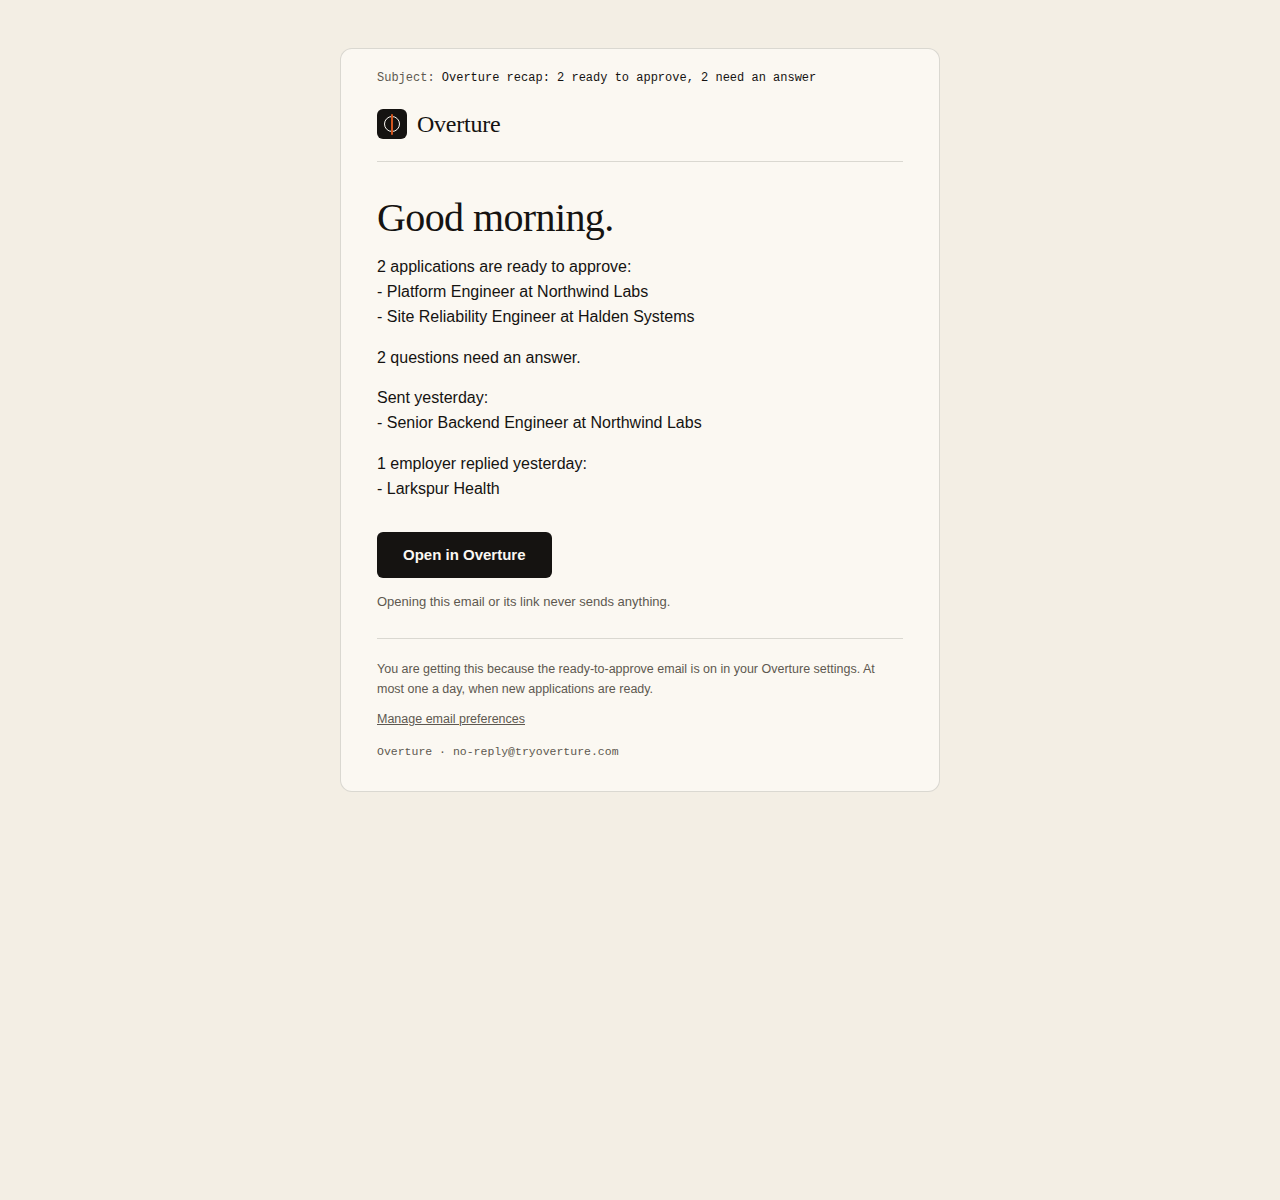 Subject: Overture recap: 2 ready to approve, 2 need an answer
Overture
Good morning.
2 applications are ready to approve:
- Platform Engineer at Northwind Labs
- Site Reliability Engineer at Halden Systems
2 questions need an answer.
Sent yesterday:
- Senior Backend Engineer at Northwind Labs
1 employer replied yesterday:
- Larkspur Health
Open in Overture
Opening this email or its link never sends anything.
You are getting this because the ready-to-approve email is on in your Overture settings. At
most one a day, when new applications are ready.
Manage email preferences
Overture · no-reply@tryoverture.com